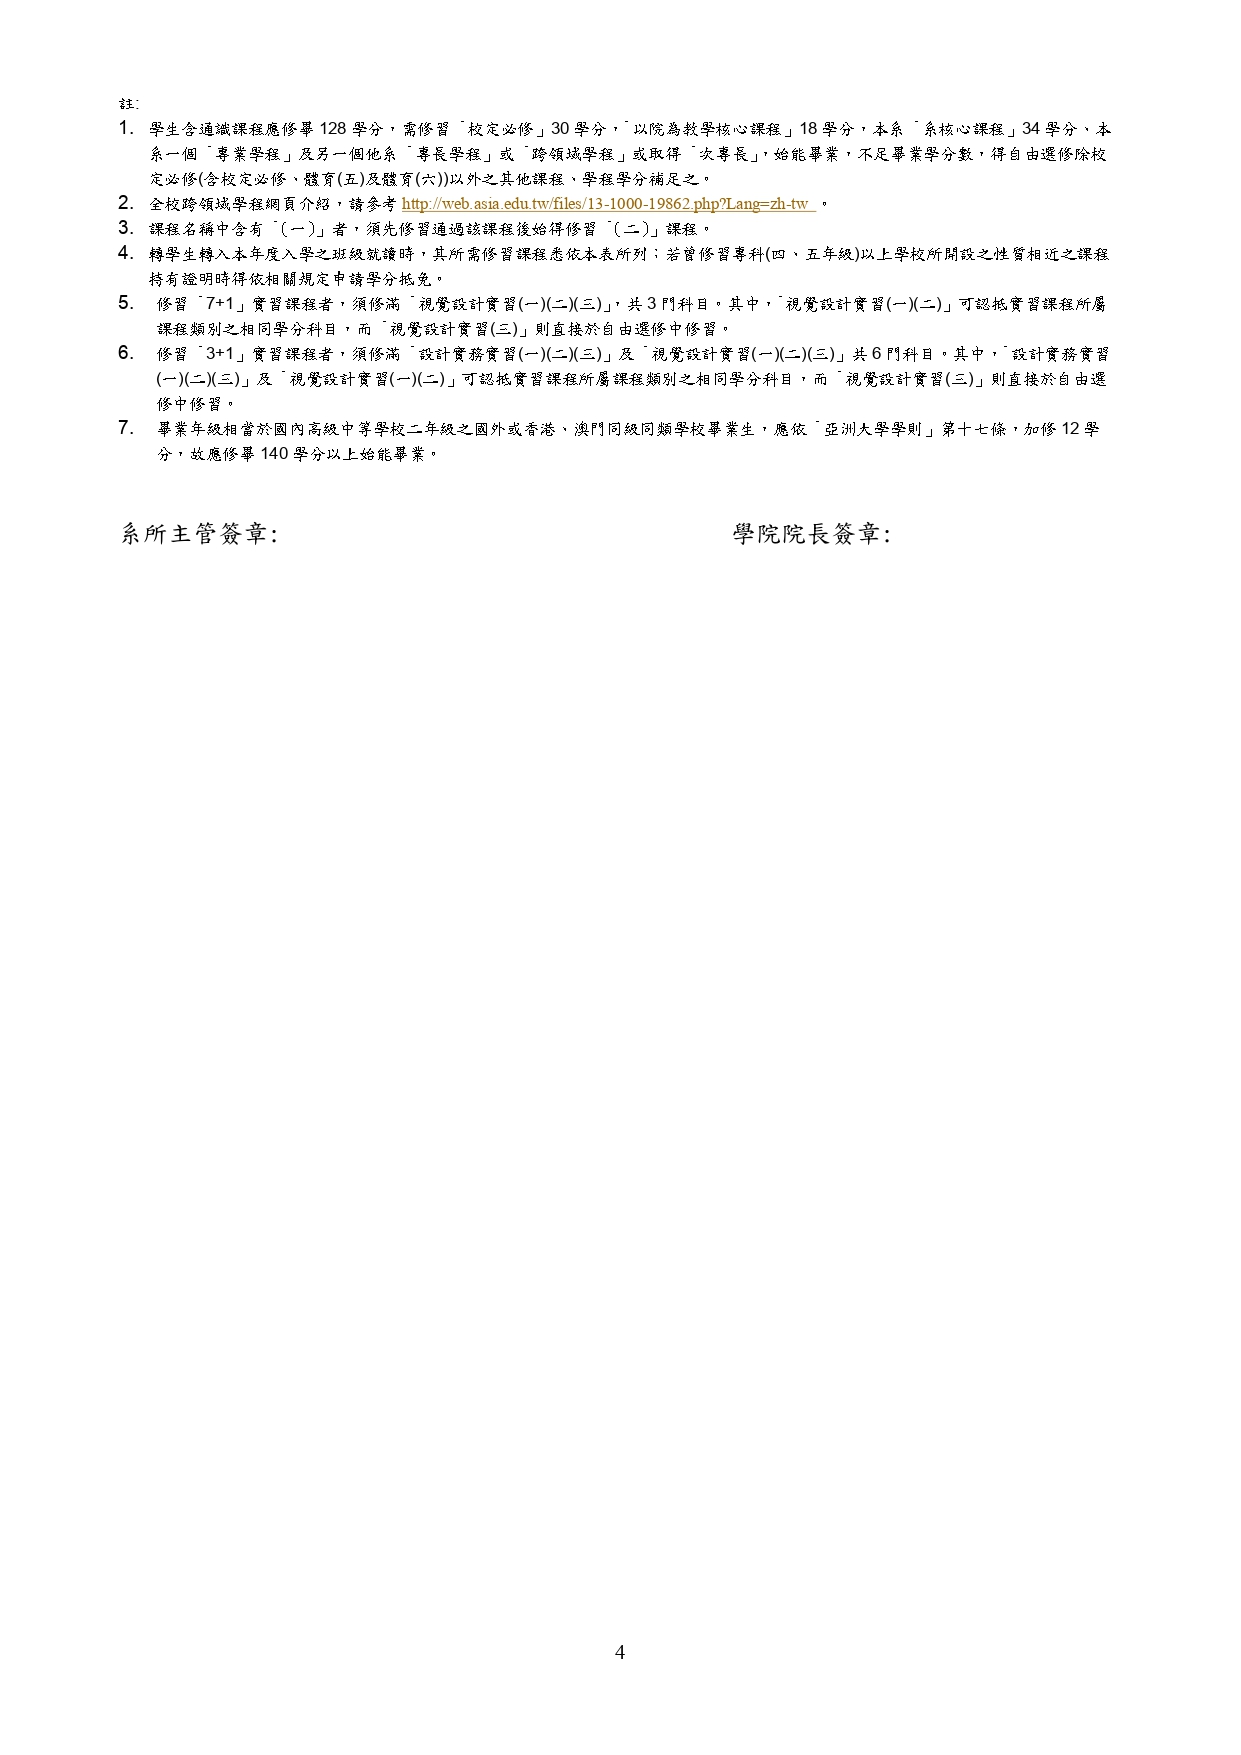 註:
1. 學生含通識課程應修畢 128 學分，需修習「校定必修」30 學分，「以院為教學核心課程」18 學分，本系「系核心課程」34 學分、本
系一個「專業學程」及另一個他系「專長學程」或「跨領域學程」或取得「次專長」，始能畢業，不足畢業學分數，得自由選修除校
定必修(含校定必修、體育(五)及體育(六))以外之其他課程、學程學分補足之。
2. 全校跨領域學程網頁介紹，請參考 http://web.asia.edu.tw/files/13-1000-19862.php?Lang=zh-tw 。
3. 課程名稱中含有「(一)」者，須先修習通過該課程後始得修習「(二)」課程。
4. 轉學生轉入本年度入學之班級就讀時，其所需修習課程悉依本表所列；若曾修習專科(四、五年級)以上學校所開設之性質相近之課程
持有證明時得依相關規定申請學分抵免。
5. 修習「7+1」實習課程者，須修滿「視覺設計實習(一)(二)(三)」，共 3 門科目。其中，「視覺設計實習(一)(二)」可認抵實習課程所屬
課程類別之相同學分科目，而「視覺設計實習(三)」則直接於自由選修中修習。
6. 修習「3+1」實習課程者，須修滿「設計實務實習(一)(二)(三)」及「視覺設計實習(一)(二)(三)」共 6 門科目。其中，「設計實務實習
(一)(二)(三)」及「視覺設計實習(一)(二)」可認抵實習課程所屬課程類別之相同學分科目，而「視覺設計實習(三)」則直接於自由選
修中修習。
7. 畢業年級相當於國內高級中等學校二年級之國外或香港、澳門同級同類學校畢業生，應依「亞洲大學學則」第十七條，加修 12 學
分，故應修畢 140 學分以上始能畢業。
系所主管簽章: 學院院長簽章:
4